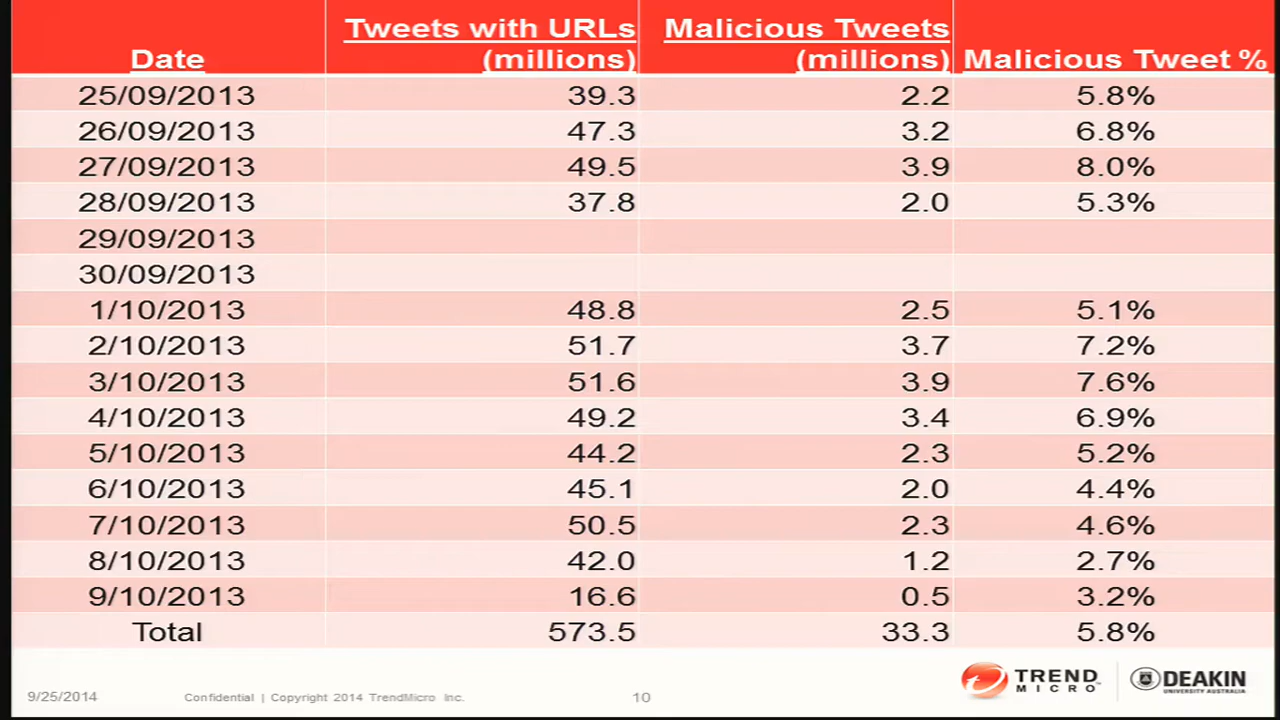 Date Tweets with URLs (millions) Malicious Tweets (millions) Malicious Tweet %
25/09/2013 39.3 2.2 5.8%
26/09/2013 47.3 3.2 6.8%
27/09/2013 49.5 3.9 8.0%
28/09/2013 37.8 2.0 5.3%
29/09/2013
30/09/2013
1/10/2013 48.8 2.5 5.1%
2/10/2013 51.7 3.7 7.2%
3/10/2013 51.6 3.9 7.6%
4/10/2013 49.2 3.4 6.9%
5/10/2013 44.2 2.3 5.2%
6/10/2013 45.1 2.0 4.4%
7/10/2013 50.5 2.3 4.6%
8/10/2013 42.0 1.2 2.7%
9/10/2013 16.6 0.5 3.2%
Total 573.5 33.3 5.8%
9/25/2014 Confidential | Copyright 2014 TrendMicro Inc. 10
TREND MICRO™
DEAKIN
UNIVERSITY AUSTRALIA